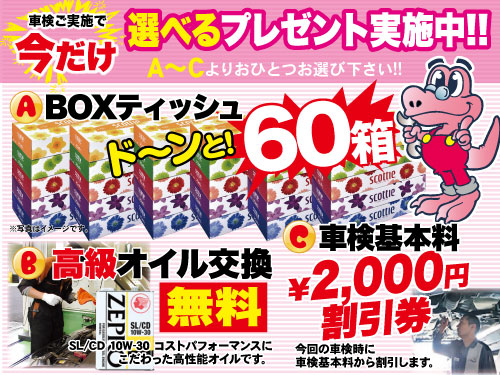 車検ご実施で
今だけ
選べるプレゼント実施中!!
A～Cよりおひとつお選び下さい!!
A BOXティッシュ
ド～ンと!
60箱
scottie
※写真はイメージです。
B 高級オイル交換
無料
ZEP
SL/CD
10W-30
SL/CD 10W-30 コストパフォーマンスに
こだわった高性能オイルです。
C 車検基本料
¥2,000円
割引券
今回の車検時に
車検基本料から割引します。